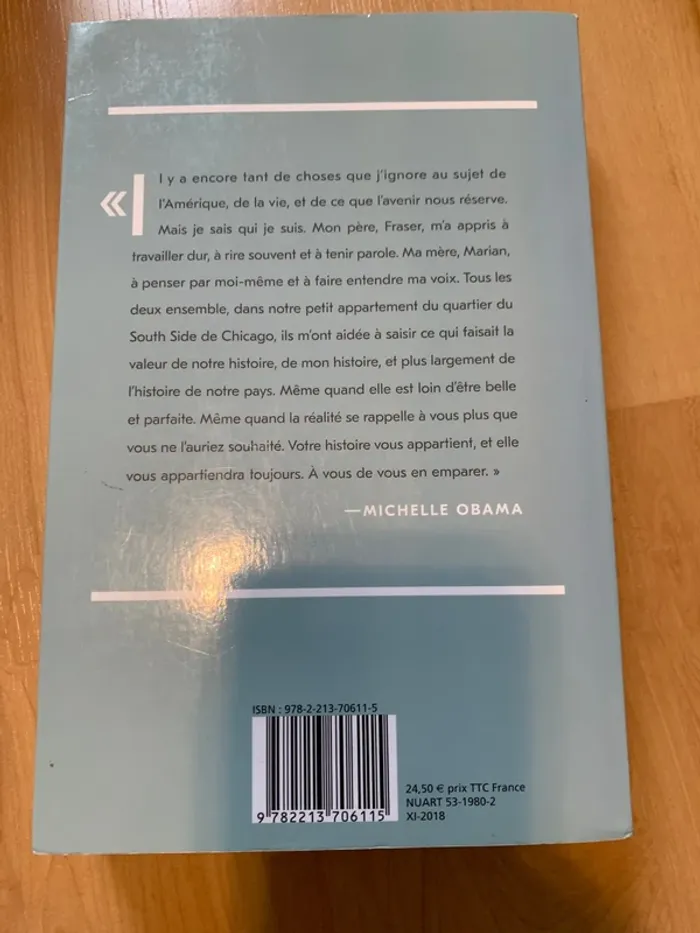 « Il y a encore tant de choses que j'ignore au sujet de
l'Amérique, de la vie, et de ce que l'avenir nous réserve.
Mais je sais qui je suis. Mon père, Fraser, m'a appris à
travailler dur, à rire souvent et à tenir parole. Ma mère, Marian,
à penser par moi-même et à faire entendre ma voix. Tous les
deux ensemble, dans notre petit appartement du quartier du
South Side de Chicago, ils m'ont aidée à saisir ce qui faisait la
valeur de notre histoire, de mon histoire, et plus largement de
l'histoire de notre pays. Même quand elle est loin d'être belle
et parfaite. Même quand la réalité se rappelle à vous plus que
vous ne l'auriez souhaité. Votre histoire vous appartient, et elle
vous appartiendra toujours. À vous de vous en emparer. »
—MICHELLE OBAMA
ISBN : 978-2-213-70611-5
9 782213 706115
24,50 € prix TTC France
NUART 53-1980-2
XI-2018